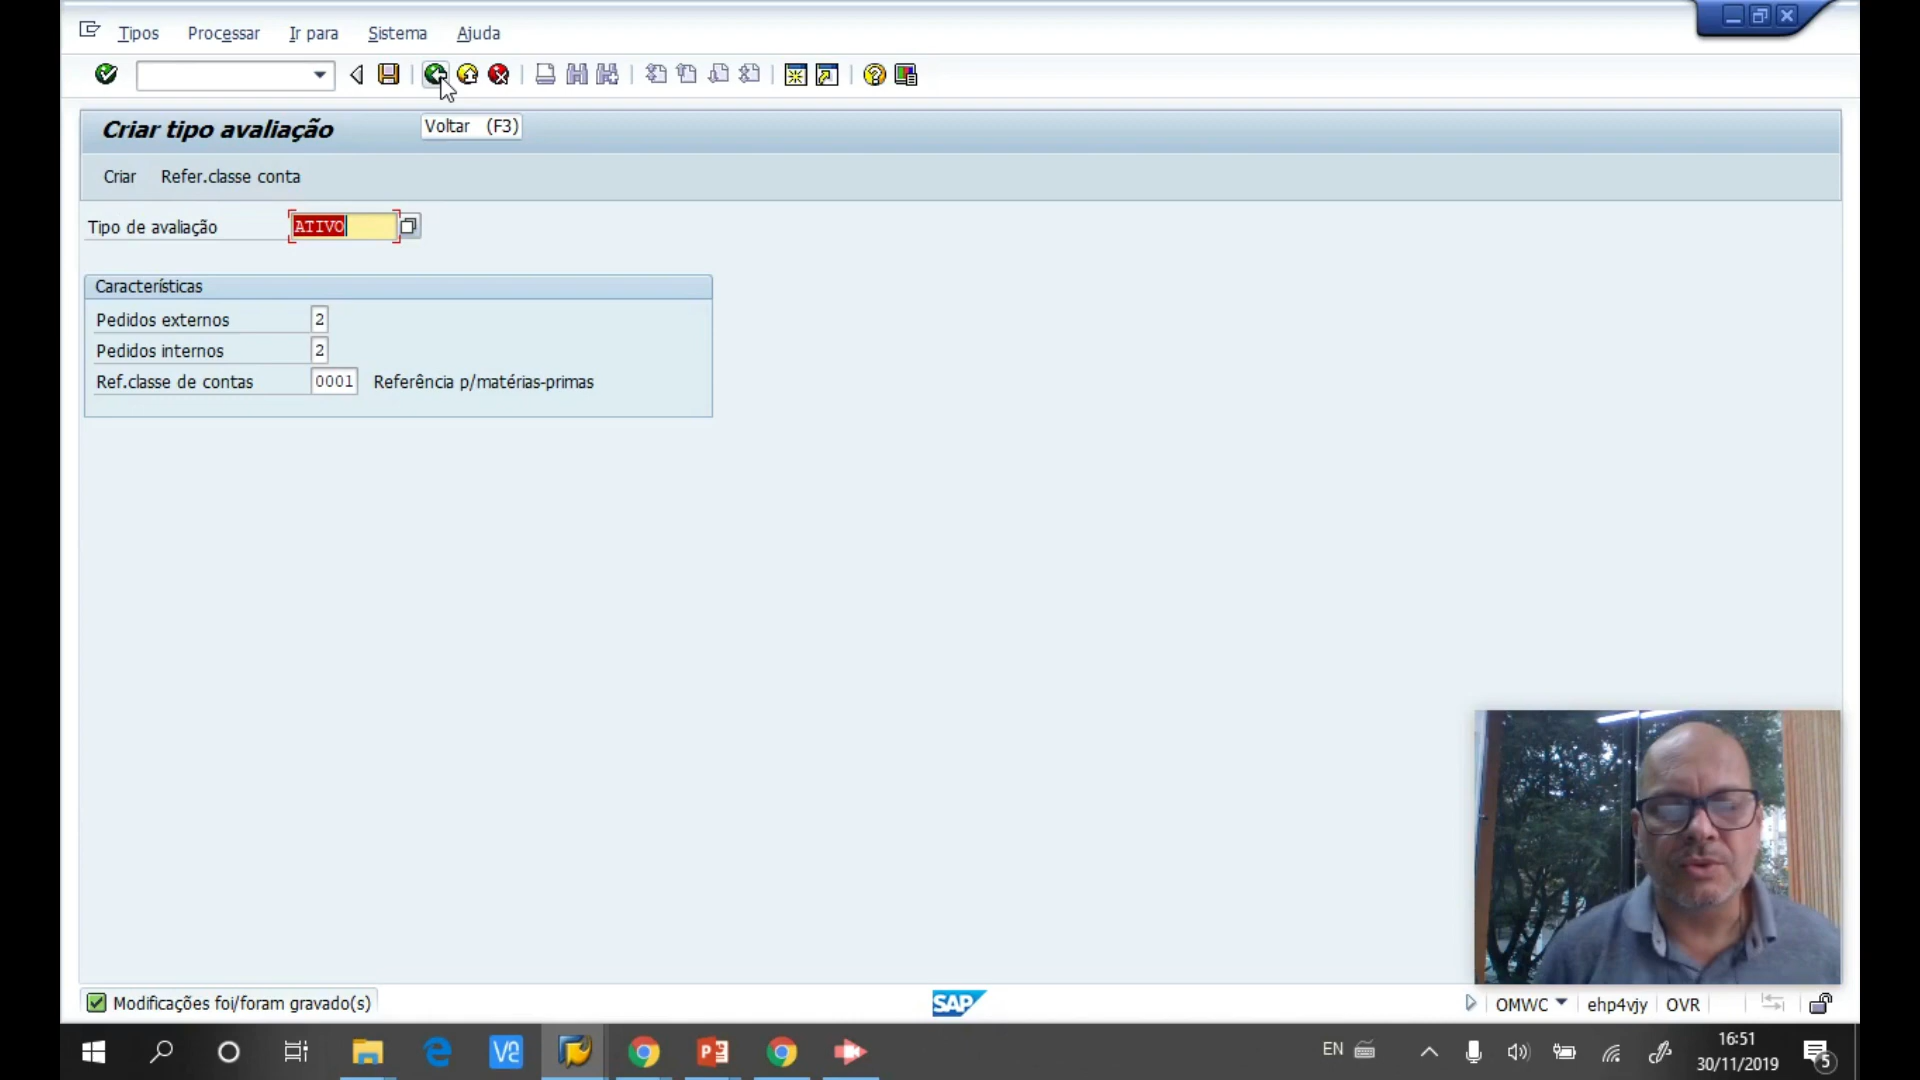 Tipos Processar Ir para Sistema Ajuda
Criar tipo avaliação
Voltar (F3)
Criar Refer.classe conta
Tipo de avaliação ATIVO
Características
Pedidos externos 2
Pedidos internos 2
Ref.classe de contas 0001 Referência p/matérias-primas
Modificações foi/foram gravado(s)
SAP
OMWC ehp4vjy OVR
EN
16:51
30/11/2019
5